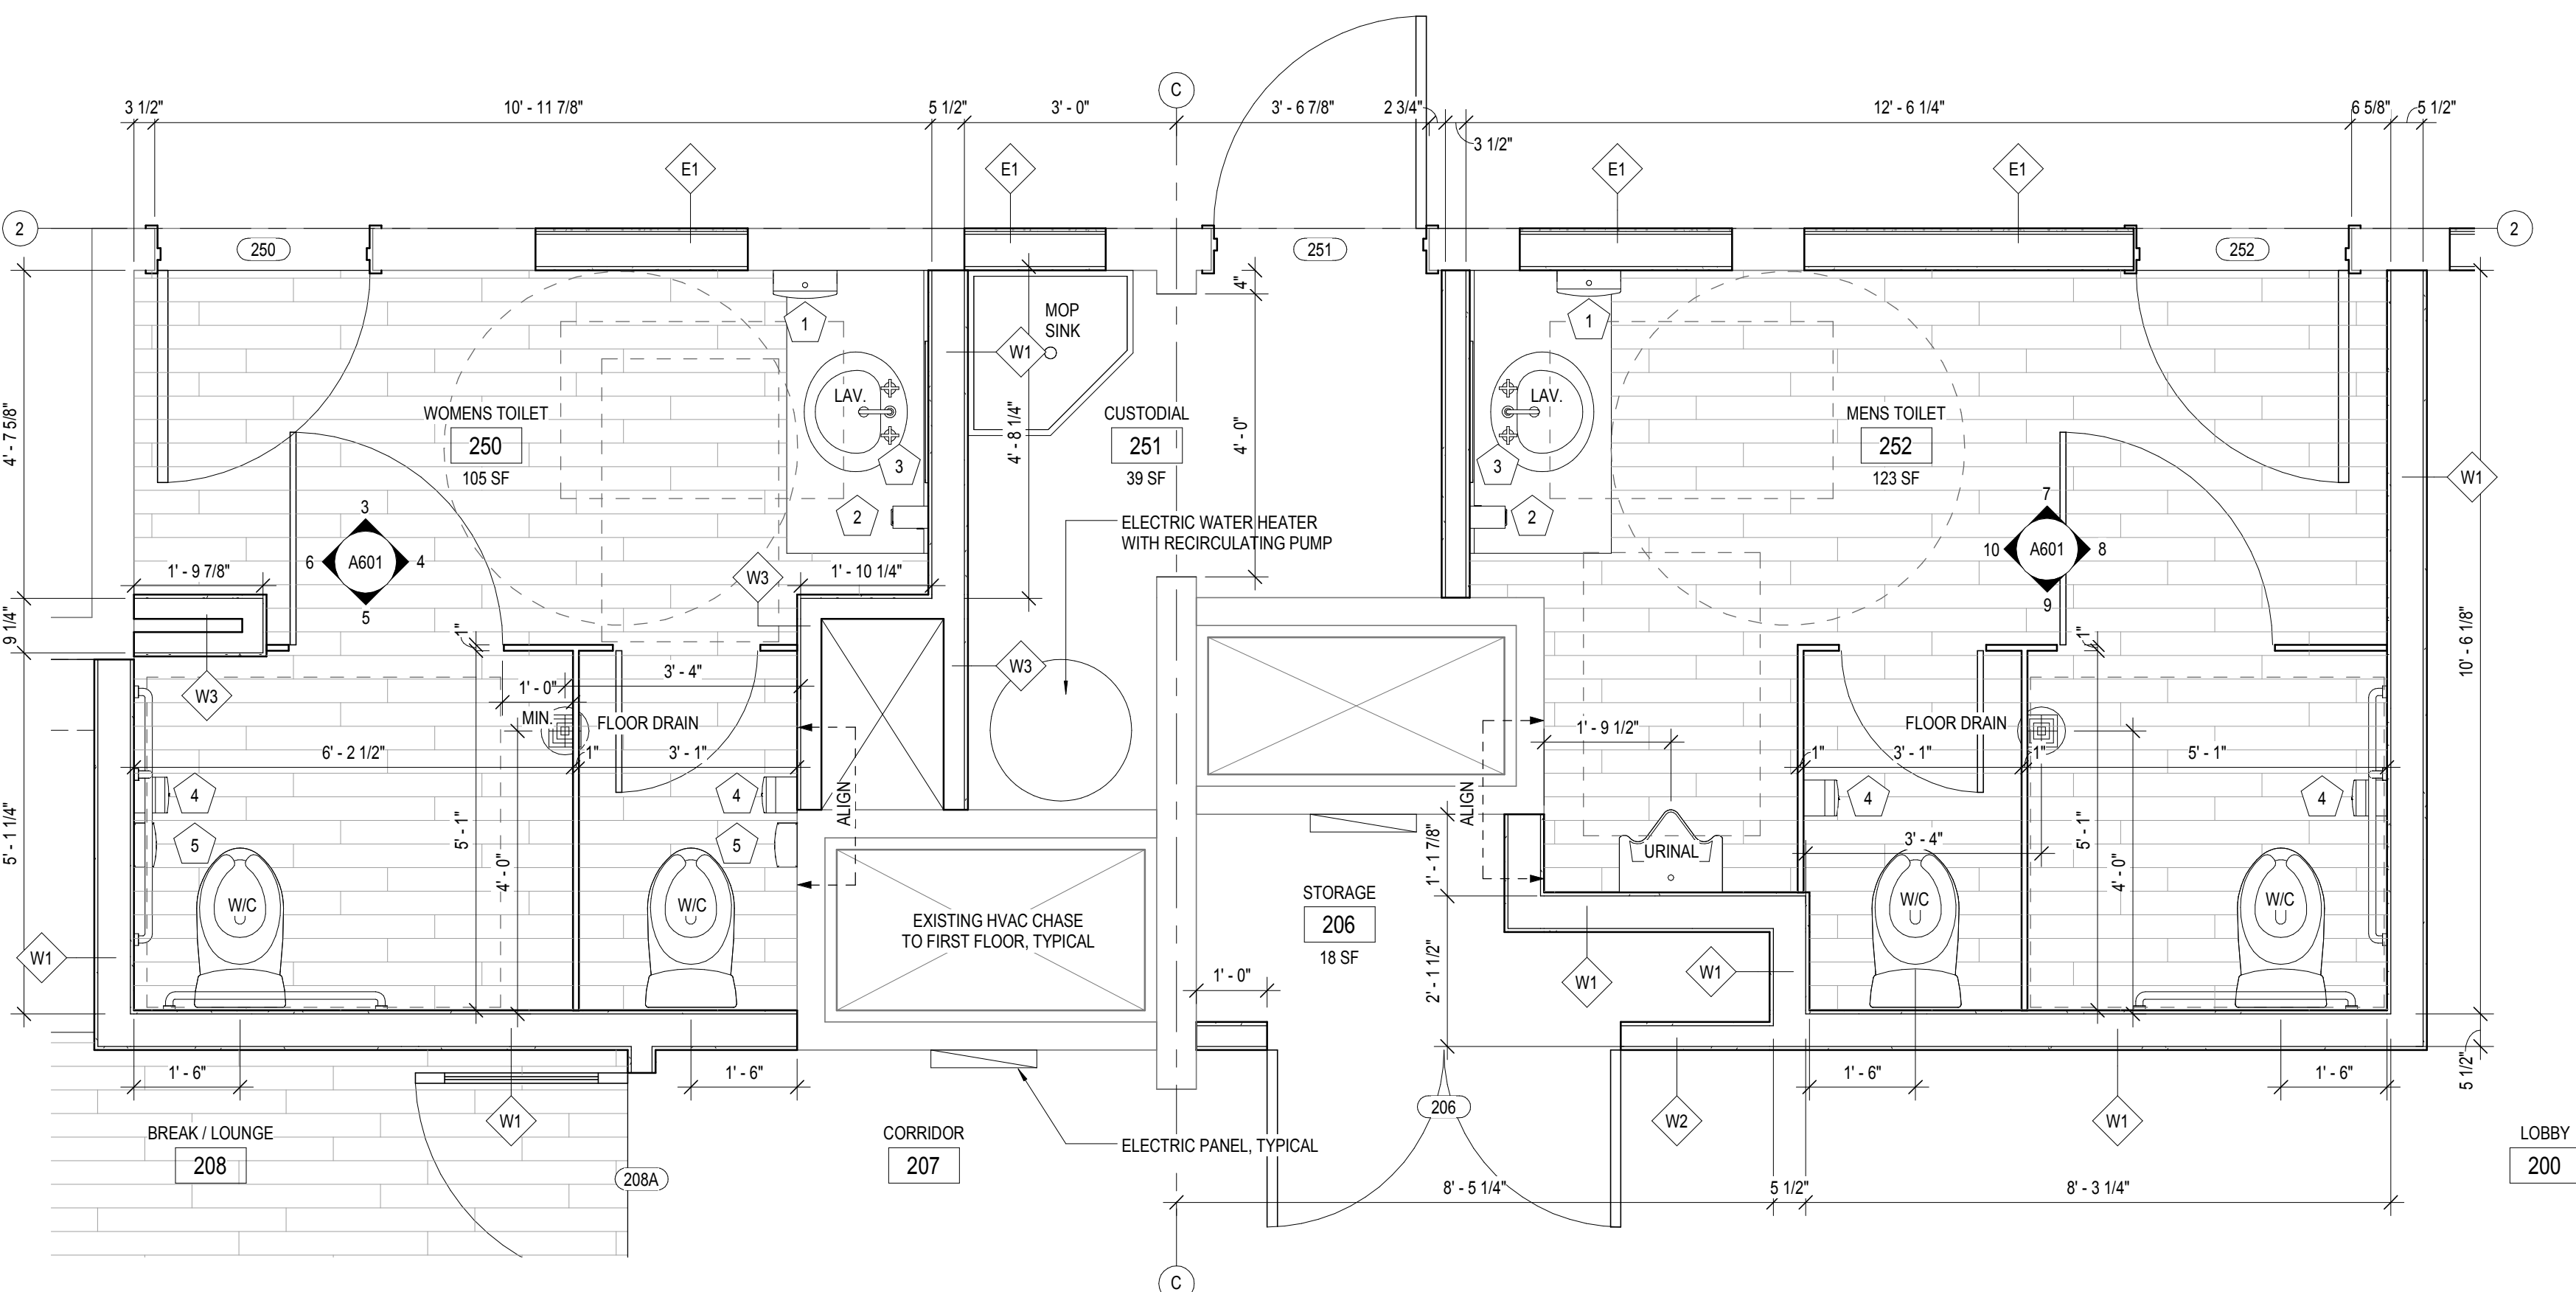 C
3 1/2"
10' - 11 7/8"
5 1/2"
3' - 0"
3' - 6 7/8"
2 3/4"
3 1/2"
12' - 6 1/4"
6 5/8"
5 1/2"
E1
E1
E1
E1
2
2
250
251
252
4' - 7 5/8"
9 1/4"
5' - 1 1/4"
1
LAV.
3
2
WOMENS TOILET
250
105 SF
3
6
A601
4
5
1' - 9 7/8"
W3
1' - 10 1/4"
W3
MOP
SINK
W1
4' - 8 1/4"
CUSTODIAL
251
39 SF
4"
4' - 0"
ELECTRIC WATER HEATER
WITH RECIRCULATING PUMP
W3
1
LAV.
3
2
MENS TOILET
252
123 SF
7
10
A601
8
9
W1
10' - 6 1/8"
5 1/2"
1"
3' - 4"
1' - 0"
MIN.
FLOOR DRAIN
6' - 2 1/2"
1"
3' - 1"
4
5
4
5
5' - 1"
4' - 0"
W/C
W/C
ALIGN
W1
1' - 6"
1' - 6"
W1
EXISTING HVAC CHASE
TO FIRST FLOOR, TYPICAL
ALIGN
1' - 9 1/2"
URINAL
1' - 1 7/8"
2' - 1 1/2"
STORAGE
206
18 SF
1' - 0"
W1
W1
1"
FLOOR DRAIN
1"
3' - 1"
1"
5' - 1"
4
4
3' - 4"
5' - 1"
4' - 0"
W/C
W/C
1' - 6"
1' - 6"
206
W2
W1
BREAK / LOUNGE
208
208A
CORRIDOR
207
ELECTRIC PANEL, TYPICAL
LOBBY
200
8' - 5 1/4"
5 1/2"
8' - 3 1/4"
C